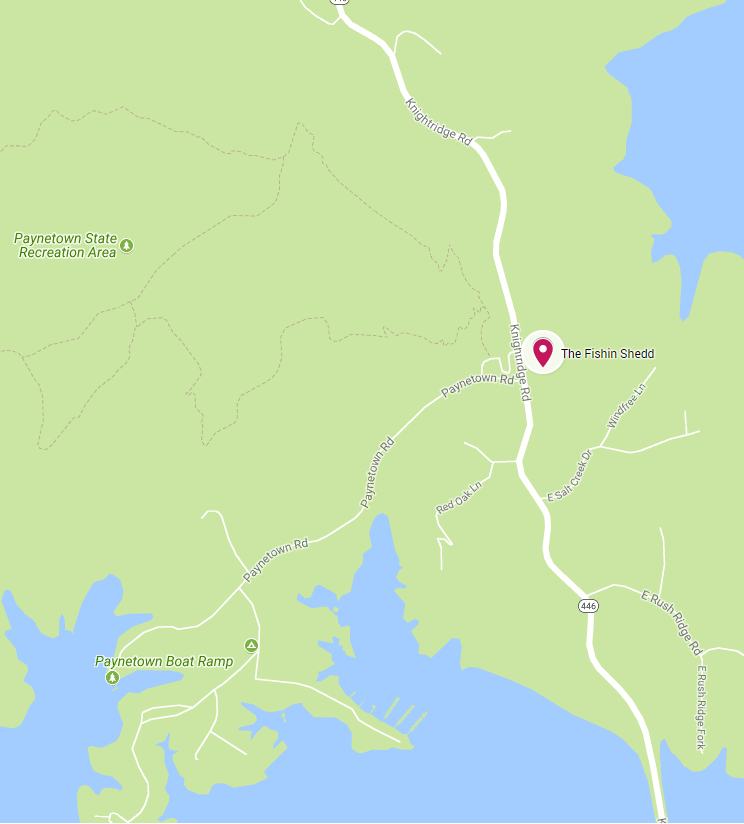 Knightridge Rd
Paynetown State
Recreation Area
Knightridge Rd
The Fishin Shedd
Paynetown Rd
Windfree Ln
Paynetown Rd
E Salt Creek Dr
Red Oak Ln
Paynetown Rd
446
E Rush Ridge Rd
Paynetown Boat Ramp
E Rush Ridge Fork